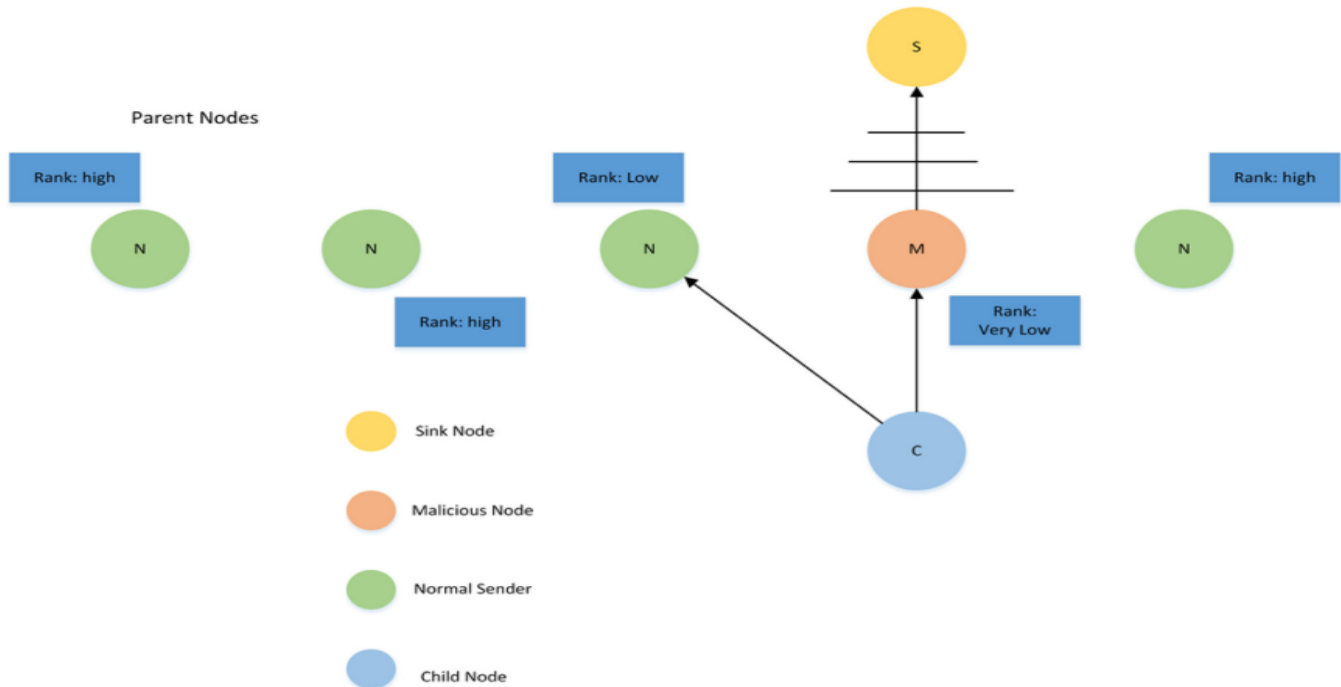 S
Parent Nodes
Rank: high
Rank: Low
Rank: high
N
N
N
M
N
Rank: high
Rank:
Very Low
Sink Node
C
Malicious Node
Normal Sender
Child Node